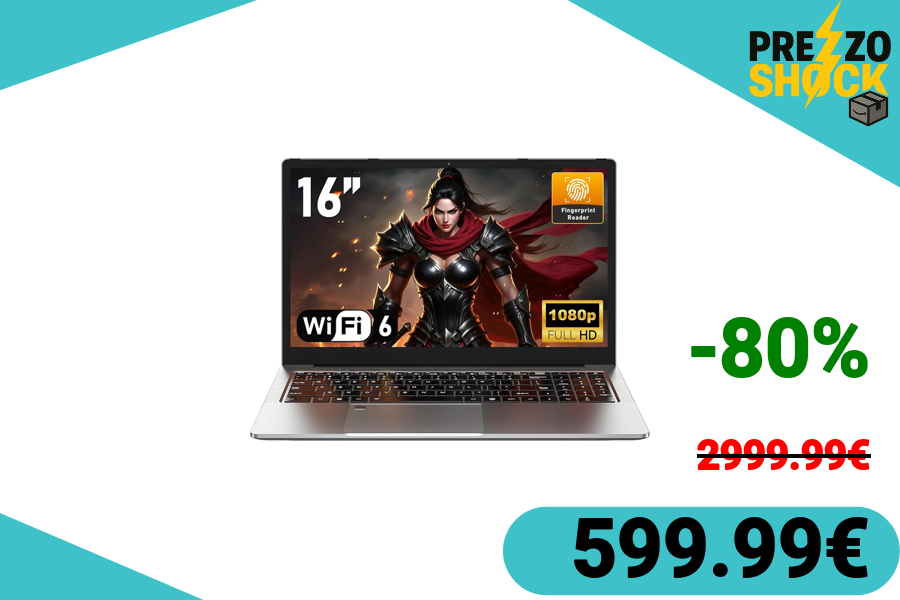 PREZZO
SHOCK
16”
Fingerprint
Reader
WiFi 6
1080p
FULL HD
-80%
2999.99€
599.99€